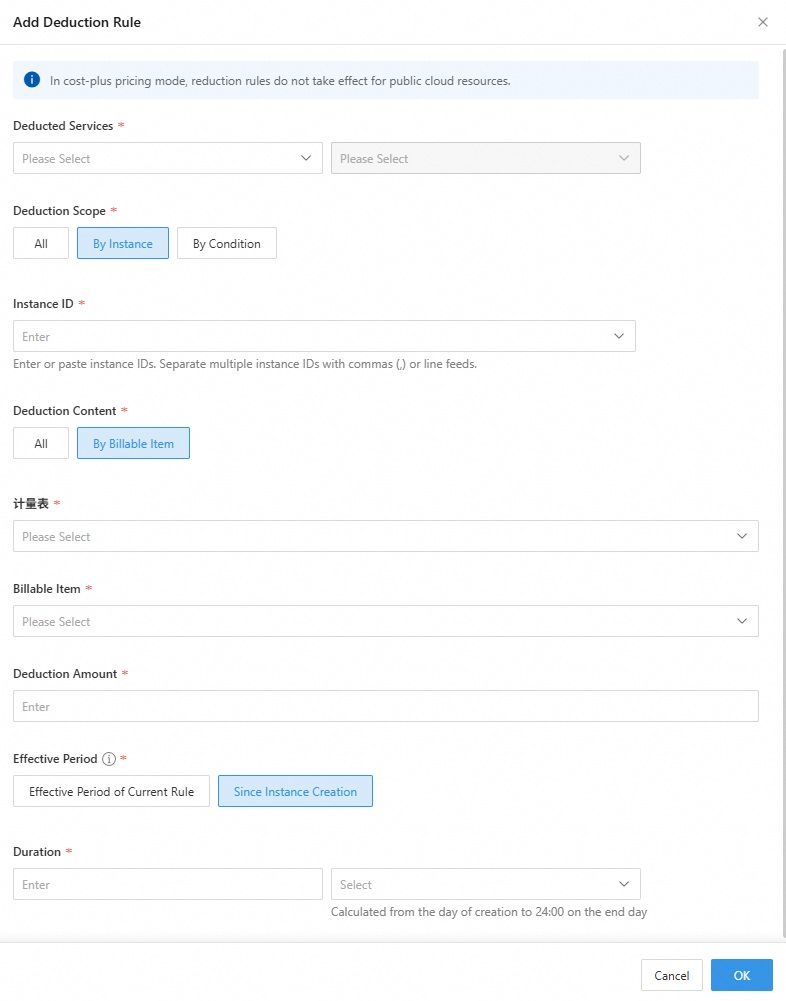 Add Deduction Rule
In cost-plus pricing mode, reduction rules do not take effect for public cloud resources.
Deducted Services *
Please Select
Please Select
Deduction Scope *
All
By Instance
By Condition
Instance ID *
Enter
Enter or paste instance IDs. Separate multiple instance IDs with commas (,) or line feeds.
Deduction Content *
All
By Billable Item
计量表 *
Please Select
Billable Item *
Please Select
Deduction Amount *
Enter
Effective Period *
Effective Period of Current Rule
Since Instance Creation
Duration *
Enter
Select
Calculated from the day of creation to 24:00 on the end day
Cancel
OK